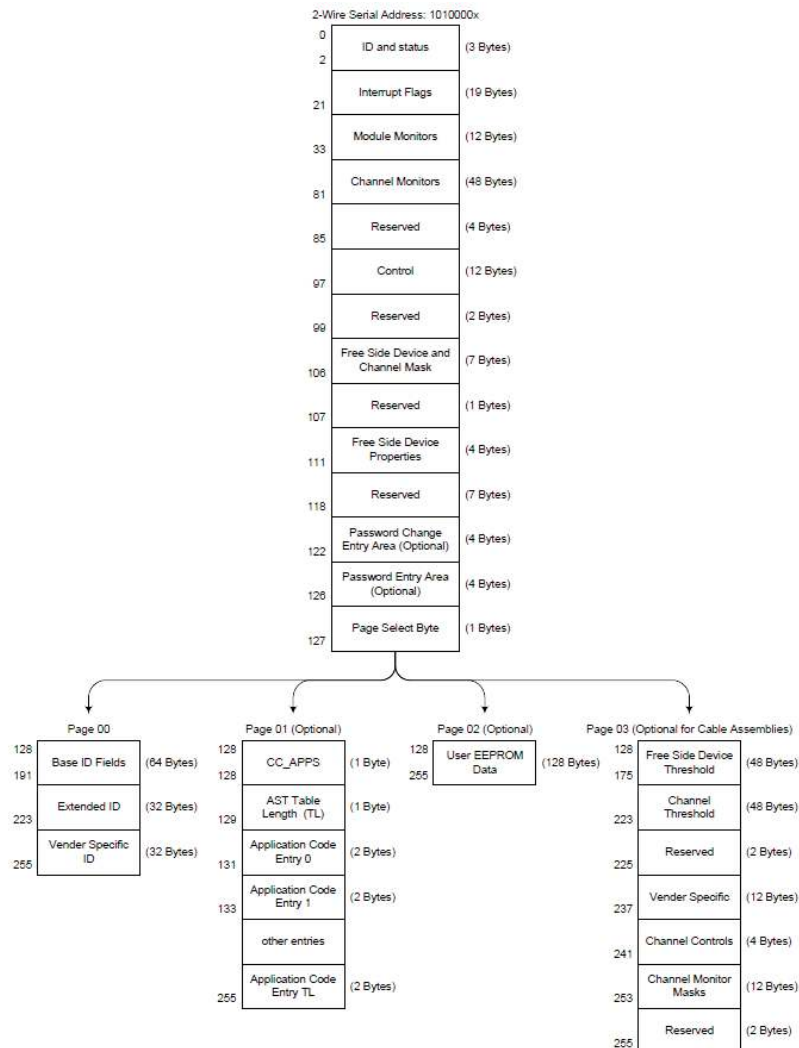 2-Wire Serial Address: 1010000x
0
ID and status (3 Bytes)
2
Interrupt Flags (19 Bytes)
21
Module Monitors (12 Bytes)
33
Channel Monitors (48 Bytes)
81
Reserved (4 Bytes)
85
Control (12 Bytes)
97
Reserved (2 Bytes)
99
Free Side Device and
Channel Mask
(7 Bytes)
106
Reserved (1 Bytes)
107
Free Side Device
Properties
(4 Bytes)
111
Reserved (7 Bytes)
118
Password Change
Entry Area (Optional)
(4 Bytes)
122
Password Entry Area
(Optional)
(4 Bytes)
126
Page Select Byte (1 Bytes)
127
Page 00
128
Base ID Fields (64 Bytes)
191
Extended ID (32 Bytes)
223
Vender Specific
ID
(32 Bytes)
255
Page 01 (Optional)
128
CC_APPS (1 Byte)
128
AST Table
Length (TL)
(1 Byte)
129
Application Code
Entry 0
(2 Bytes)
131
Application Code
Entry 1
(2 Bytes)
133
other entries
Application Code
Entry TL
(2 Bytes)
255
Page 02 (Optional)
128
User EEPROM
Data
(128 Bytes)
255
Page 03 (Optional for Cable Assemblies)
128
Free Side Device
Threshold
(48 Bytes)
175
Channel
Threshold
(48 Bytes)
223
Reserved (2 Bytes)
225
Vender Specific (12 Bytes)
237
Channel Controls (4 Bytes)
241
Channel Monitor
Masks
(12 Bytes)
253
Reserved (2 Bytes)
255